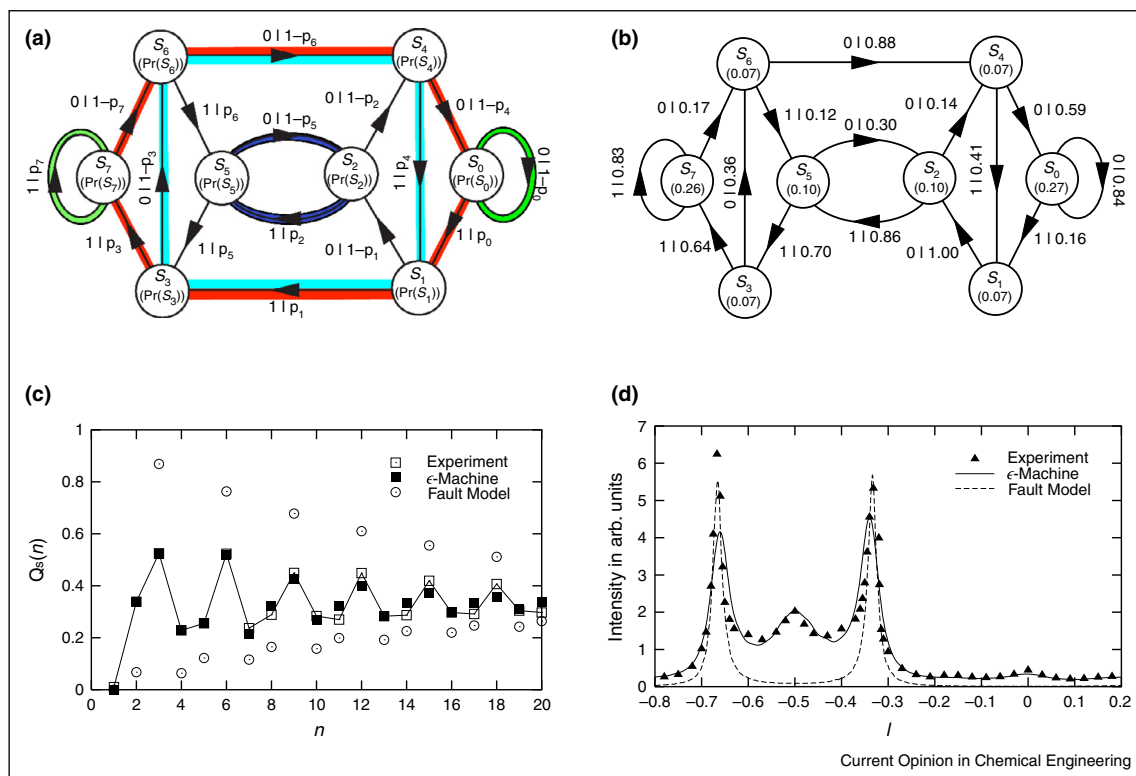 (a)
S6
(Pr(S6))
0 | 1–p6
S4
(Pr(S4))
0 | 1–p7
1 | p6
0 | 1–p5
0 | 1–p2
0 | 1–p4
1 | p7
S7
(Pr(S7))
0 | 1–p3
S5
(Pr(S5))
S2
(Pr(S2))
1 | p4
S0
(Pr(S0))
0 | 1–p0
1 | p3
1 | p5
1 | p2
0 | 1–p1
1 | p0
S3
(Pr(S3))
1 | p1
S1
(Pr(S1))
(b)
S6
(0.07)
0 | 0.88
S4
(0.07)
0 | 0.17
1 | 0.12
0 | 0.30
0 | 0.14
0 | 0.59
1 | 0.83
S7
(0.26)
0 | 0.36
S5
(0.10)
S2
(0.10)
1 | 0.41
S0
(0.27)
0 | 0.84
1 | 0.64
1 | 0.70
1 | 0.86
0 | 1.00
1 | 0.16
S3
(0.07)
S1
(0.07)
(c)
1
0.8
0.6
0.4
0.2
0
Qs(n)
Experiment
ϵ-Machine
Fault Model
0 2 4 6 8 10 12 14 16 18 20
n
(d)
7
6
5
4
3
2
1
0
Intensity in arb. units
Experiment
ϵ-Machine
Fault Model
–0.8 –0.7 –0.6 –0.5 –0.4 –0.3 –0.2 –0.1 0 0.1 0.2
l
Current Opinion in Chemical Engineering